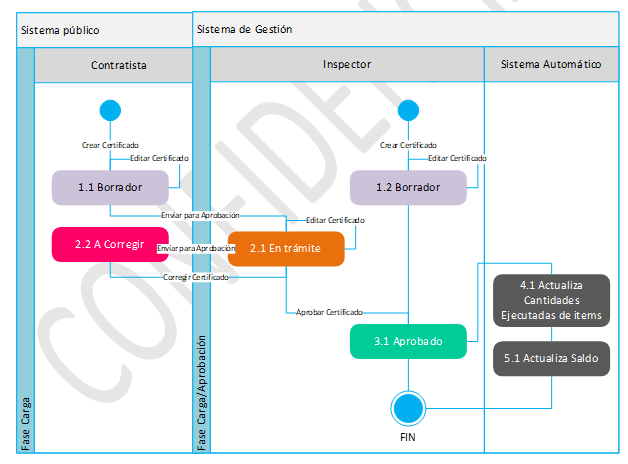 Sistema público
Sistema de Gestión
Contratista
Inspector
Sistema Automático
Crear Certificado
Editar Certificado
1.1 Borrador
Crear Certificado
Editar Certificado
1.2 Borrador
Enviar para Aprobación
Editar Certificado
2.2 A Corregir
Enviar para Aprobación
2.1 En trámite
Corregir Certificado
4.1 Actualiza
Cantidades
Ejecutadas de items
Aprobar Certificado
3.1 Aprobado
5.1 Actualiza Saldo
FIN
Fase Carga
Fase Carga/Aprobación